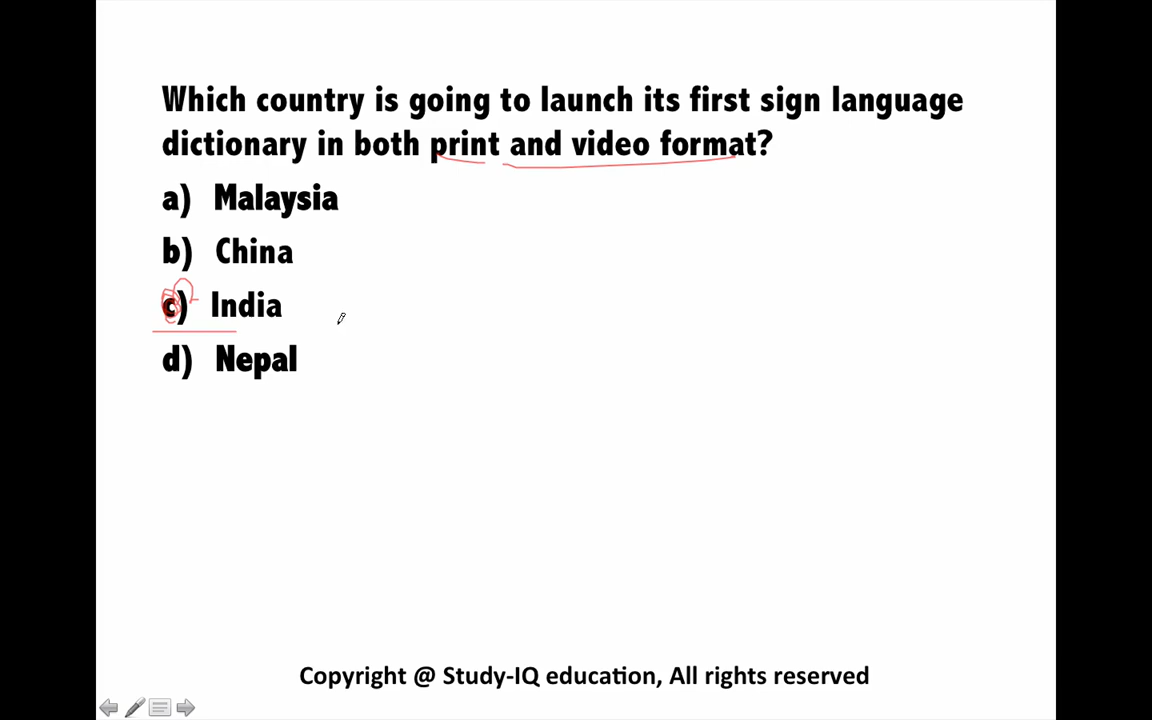 Which country is going to launch its first sign language
dictionary in both print and video format?
a) Malaysia
b) China
c) India
d) Nepal
Copyright @ Study-IQ education, All rights reserved